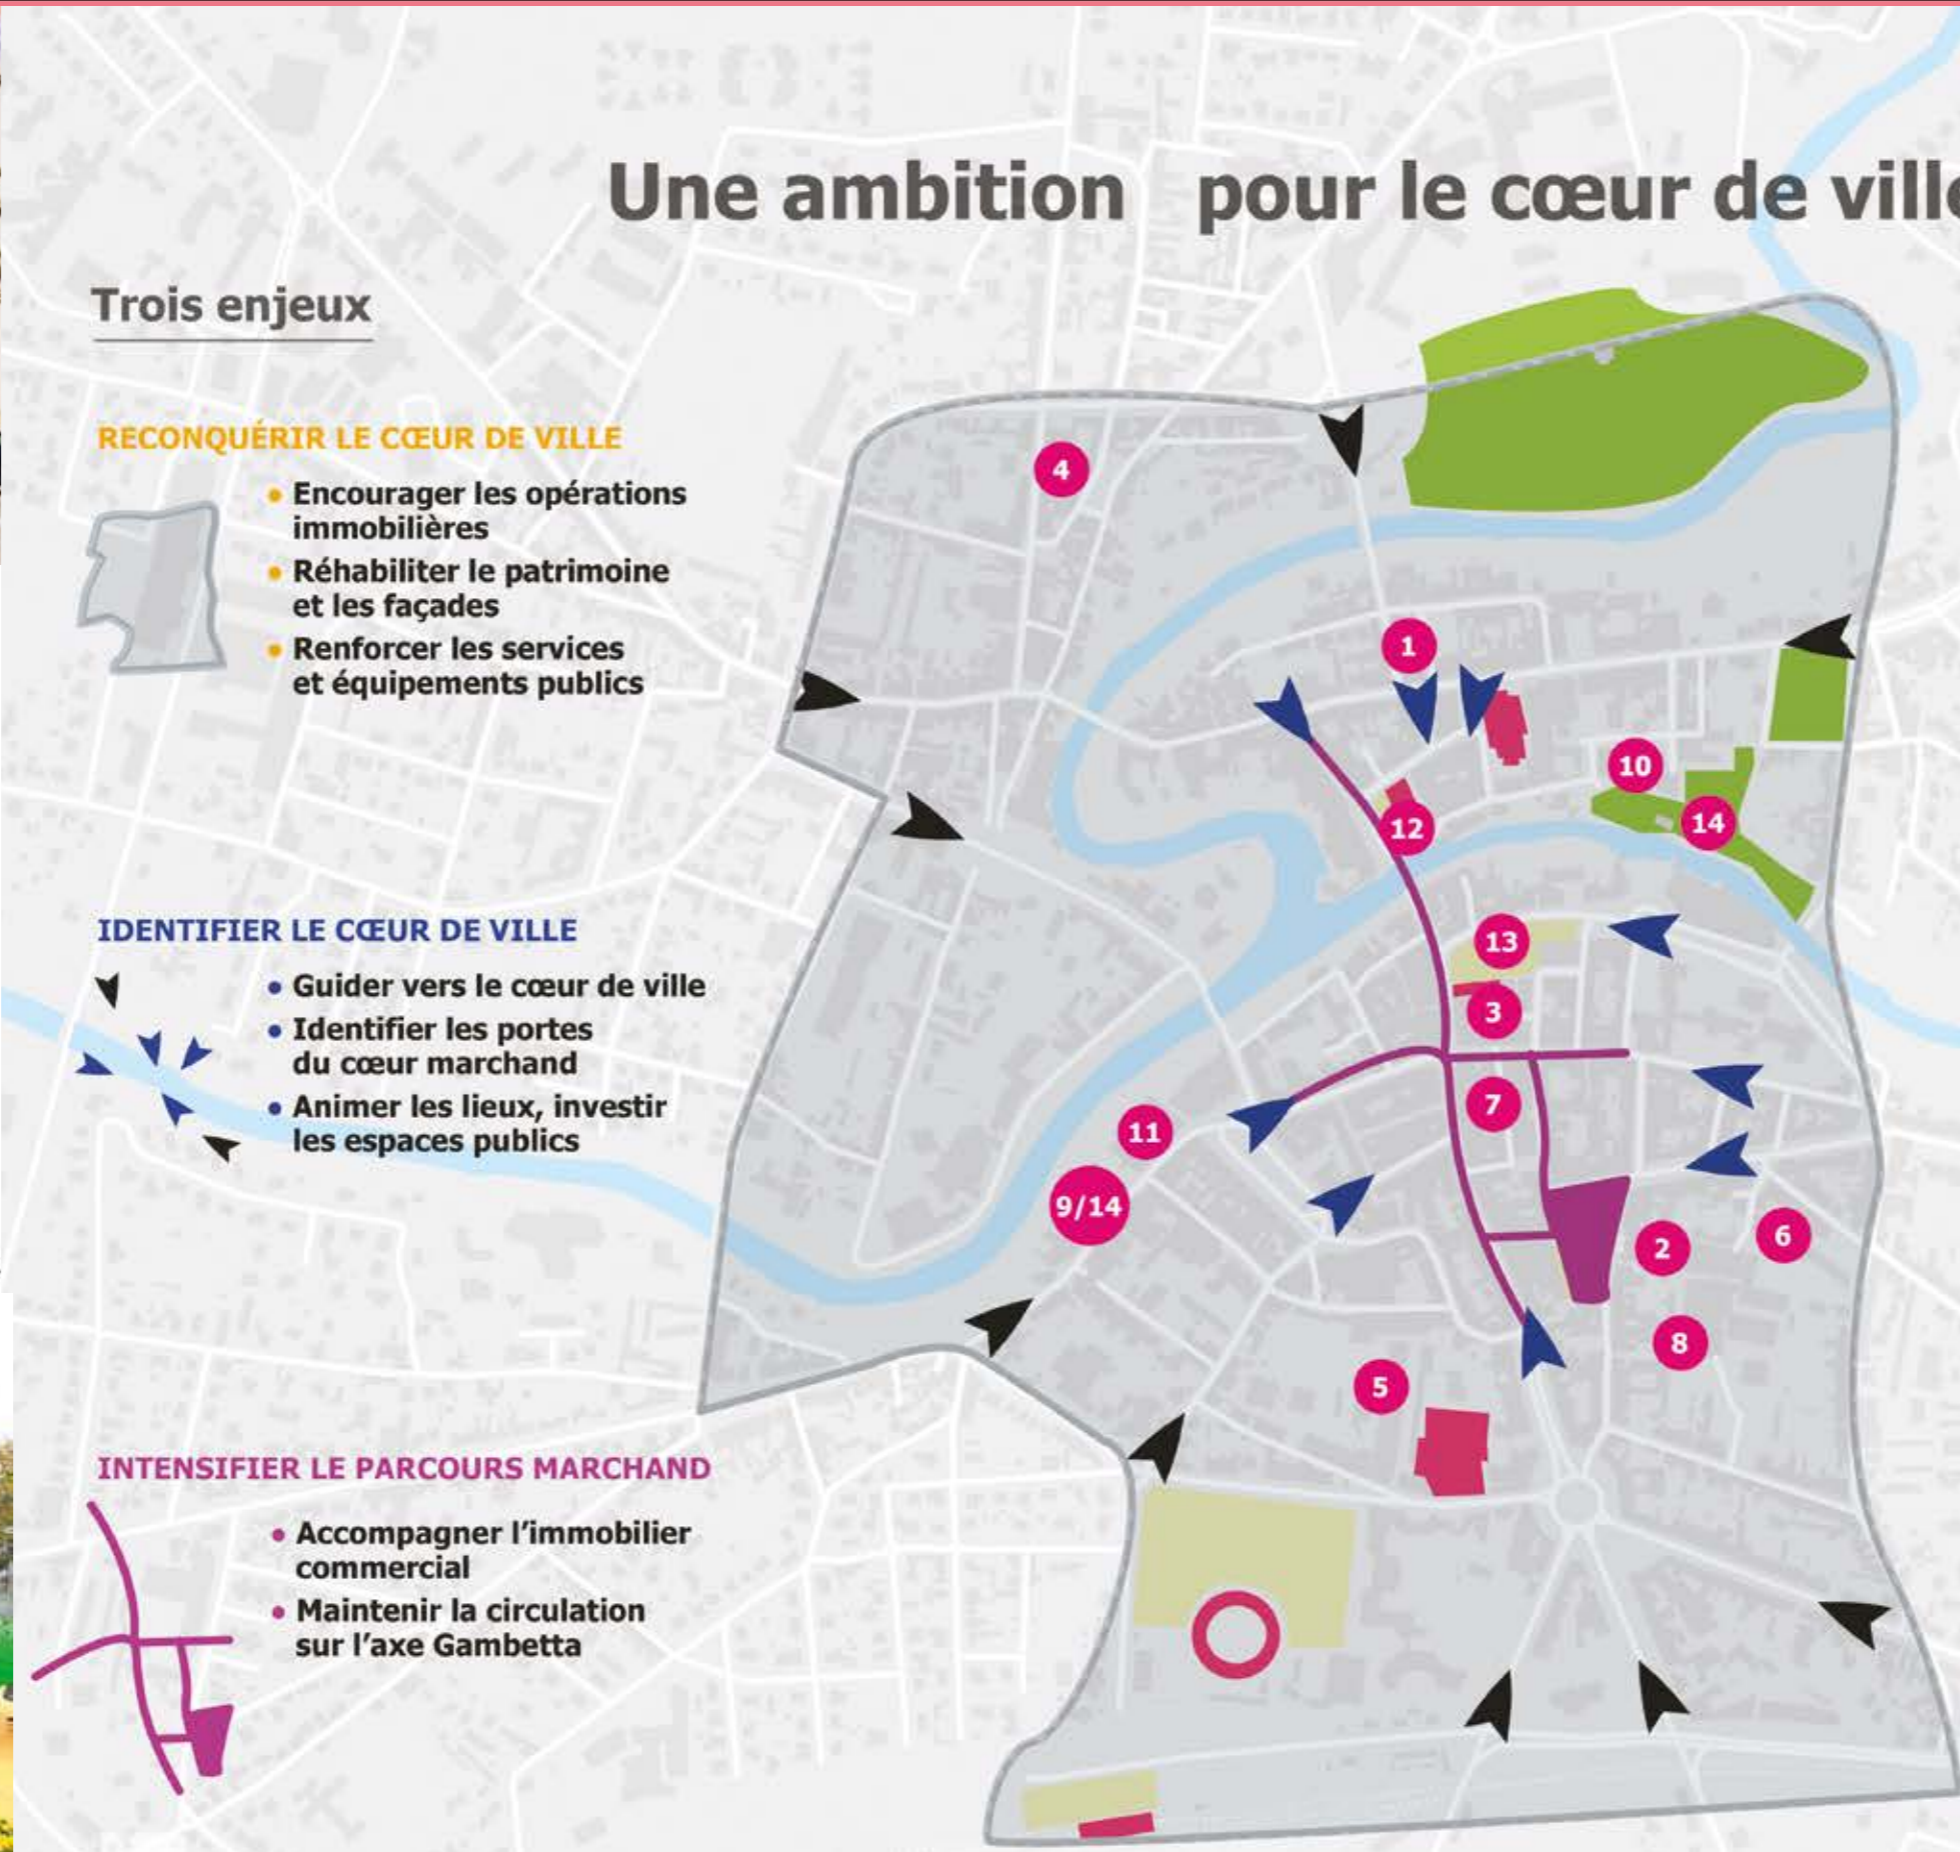 Une ambition pour le cœur de ville
Trois enjeux
RECONQUÉRIR LE CŒUR DE VILLE
• Encourager les opérations
immobilières
• Réhabiliter le patrimoine
et les façades
• Renforcer les services
et équipements publics
IDENTIFIER LE CŒUR DE VILLE
• Guider vers le cœur de ville
• Identifier les portes
du cœur marchand
• Animer les lieux, investir
les espaces publics
INTENSIFIER LE PARCOURS MARCHAND
• Accompagner l'immobilier
commercial
• Maintenir la circulation
sur l'axe Gambetta
4
1
10
14
12
13
3
7
11
9/14
2
6
8
5